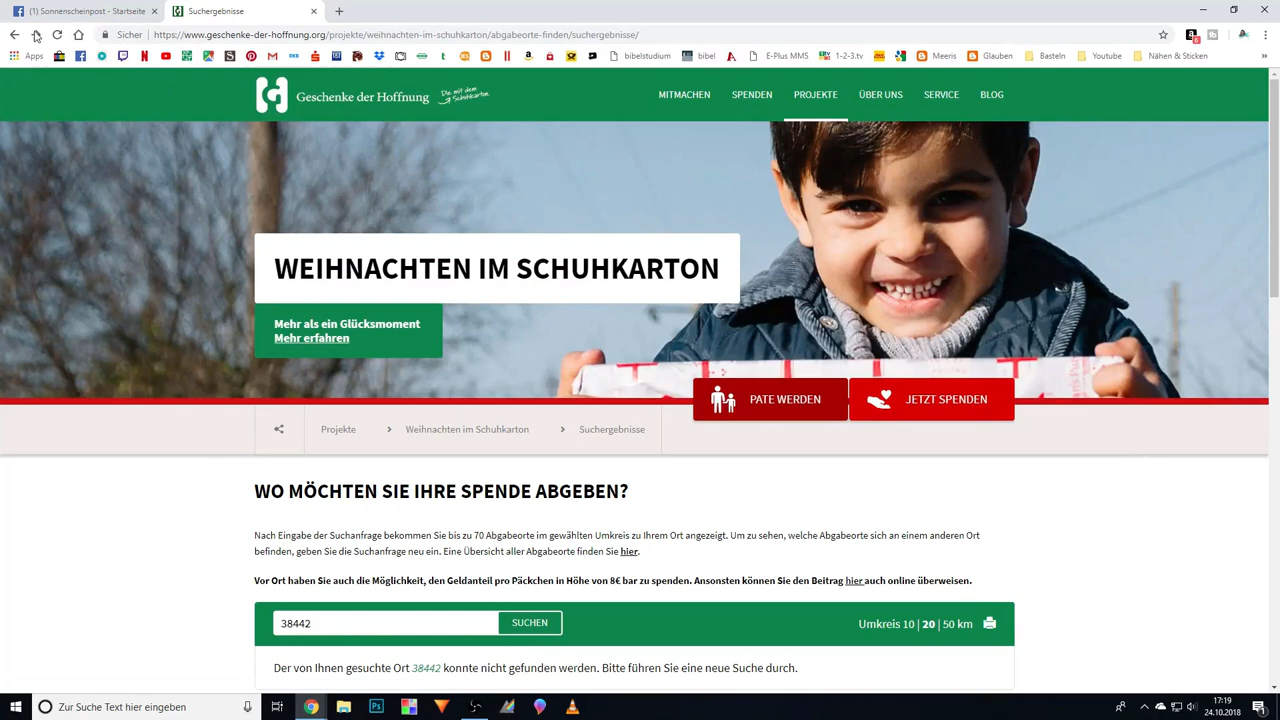 (1) Sonnenscheinpost - Startseite
Suchergebnisse
Sicher | https://www.geschenke-der-hoffnung.org/projekte/weihnachten-im-schuhkarton/abgabeorte-finden/suchergebnisse/
Apps bibelstudium bibel E-Plus MMS 1-2-3.tv Meeris Glauben Basteln Youtube Nähen & Sticken »
Geschenke der Hoffnung Die mit dem Schuhkarton
MITMACHEN SPENDEN PROJEKTE ÜBER UNS SERVICE BLOG
WEIHNACHTEN IM SCHUHKARTON
Mehr als ein Glücksmoment
Mehr erfahren
PATE WERDEN JETZT SPENDEN
Projekte > Weihnachten im Schuhkarton > Suchergebnisse
WO MÖCHTEN SIE IHRE SPENDE ABGEBEN?
Nach Eingabe der Suchanfrage bekommen Sie bis zu 70 Abgabeorte im gewählten Umkreis zu Ihrem Ort angezeigt. Um zu sehen, welche Abgabeorte sich an einem anderen Ort
befinden, geben Sie die Suchanfrage neu ein. Eine Übersicht aller Abgabeorte finden Sie hier.
Vor Ort haben Sie auch die Möglichkeit, den Geldanteil pro Päckchen in Höhe von 8€ bar zu spenden. Ansonsten können Sie den Beitrag hier auch online überweisen.
38442 SUCHEN Umkreis 10 | 20 | 50 km
Der von Ihnen gesuchte Ort 38442 konnte nicht gefunden werden. Bitte führen Sie eine neue Suche durch.
Zur Suche Text hier eingeben
17:19
24.10.2018